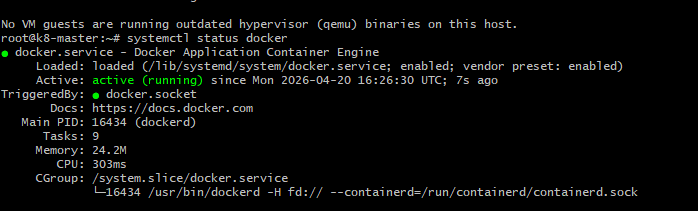 No VM guests are running outdated hypervisor (qemu) binaries on this host.
root@k8-master:~# systemctl status docker
● docker.service - Docker Application Container Engine
     Loaded: loaded (/lib/systemd/system/docker.service; enabled; vendor preset: enabled)
     Active: active (running) since Mon 2026-04-20 16:26:30 UTC; 7s ago
TriggeredBy: ● docker.socket
       Docs: https://docs.docker.com
   Main PID: 16434 (dockerd)
      Tasks: 9
     Memory: 24.2M
        CPU: 303ms
     CGroup: /system.slice/docker.service
             └─16434 /usr/bin/dockerd -H fd:// --containerd=/run/containerd/containerd.sock